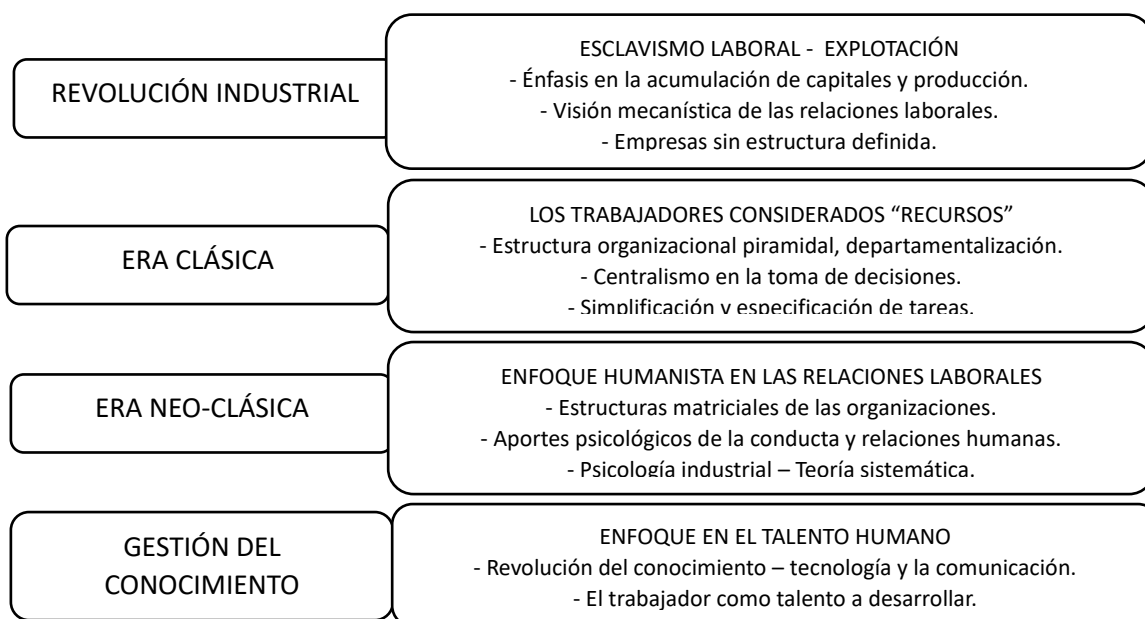 REVOLUCIÓN INDUSTRIAL
ESCLAVISMO LABORAL - EXPLOTACIÓN
- Énfasis en la acumulación de capitales y producción.
- Visión mecanística de las relaciones laborales.
- Empresas sin estructura definida.
ERA CLÁSICA
LOS TRABAJADORES CONSIDERADOS “RECURSOS”
- Estructura organizacional piramidal, departamentalización.
- Centralismo en la toma de decisiones.
- Simplificación y especificación de tareas.
ERA NEO-CLÁSICA
ENFOQUE HUMANISTA EN LAS RELACIONES LABORALES
- Estructuras matriciales de las organizaciones.
- Aportes psicológicos de la conducta y relaciones humanas.
- Psicología industrial – Teoría sistemática.
GESTIÓN DEL
CONOCIMIENTO
ENFOQUE EN EL TALENTO HUMANO
- Revolución del conocimiento – tecnología y la comunicación.
- El trabajador como talento a desarrollar.